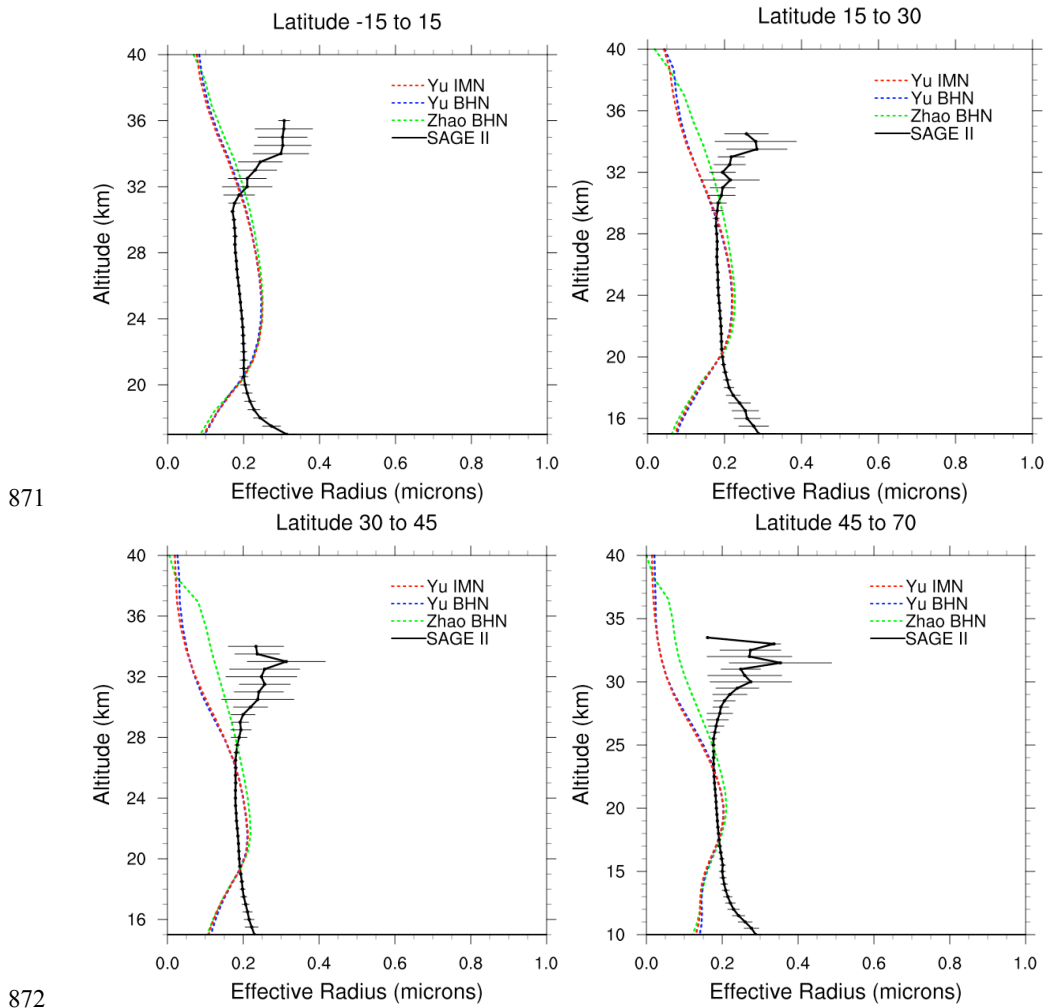 Latitude -15 to 15
40
36
32
28
24
20
Altitude (km)
Yu IMN
Yu BHN
Zhao BHN
SAGE II
0.0 0.2 0.4 0.6 0.8 1.0
Effective Radius (microns)
Latitude 15 to 30
40
36
32
28
24
20
16
Altitude (km)
Yu IMN
Yu BHN
Zhao BHN
SAGE II
0.0 0.2 0.4 0.6 0.8 1.0
Effective Radius (microns)
871
Latitude 30 to 45
40
36
32
28
24
20
16
Altitude (km)
Yu IMN
Yu BHN
Zhao BHN
SAGE II
0.0 0.2 0.4 0.6 0.8 1.0
Effective Radius (microns)
Latitude 45 to 70
40
35
30
25
20
15
10
Altitude (km)
Yu IMN
Yu BHN
Zhao BHN
SAGE II
0.0 0.2 0.4 0.6 0.8 1.0
Effective Radius (microns)
872